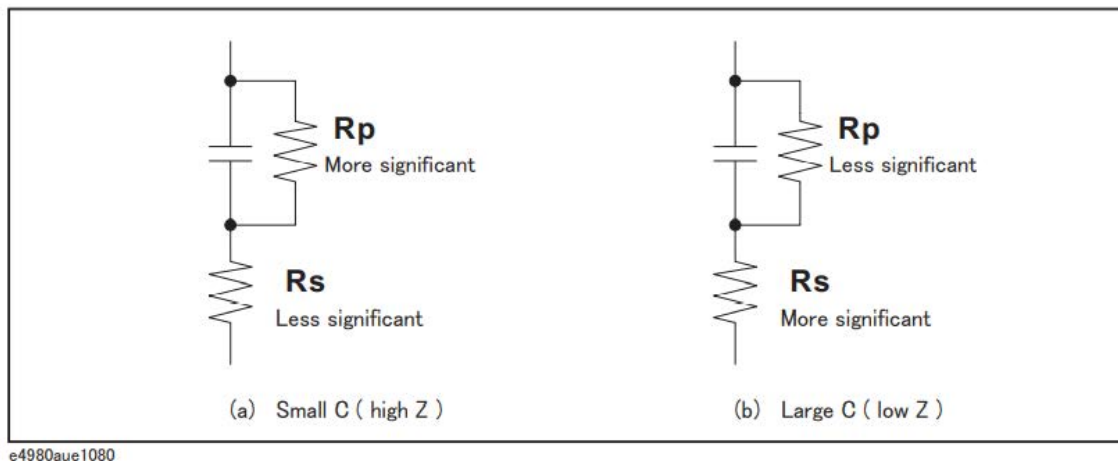 Rp
More significant
Rs
Less significant
(a) Small C ( high Z )
Rp
Less significant
Rs
More significant
(b) Large C ( low Z )
e4980aue1080